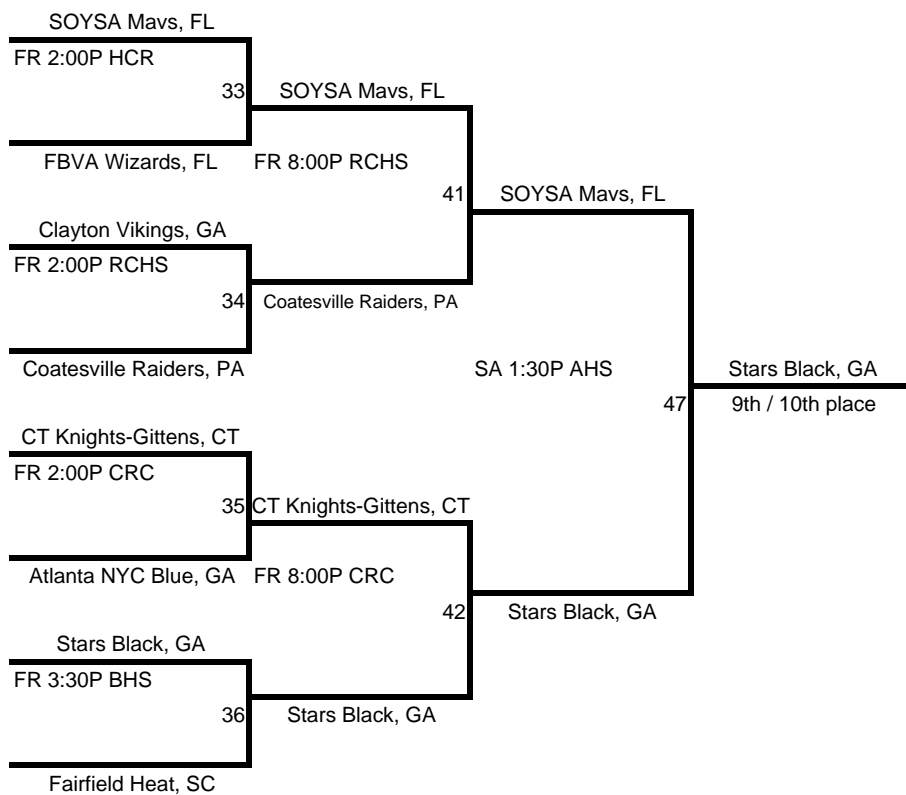 SOYSA Mavs, FL
FR 2:00P HCR
33
SOYSA Mavs, FL
FBVA Wizards, FL
FR 8:00P RCHS
41
SOYSA Mavs, FL
Clayton Vikings, GA
FR 2:00P RCHS
34
Coatesville Raiders, PA
Coatesville Raiders, PA
SA 1:30P AHS
Stars Black, GA
47
9th / 10th place
CT Knights-Gittens, CT
FR 2:00P CRC
35
CT Knights-Gittens, CT
Atlanta NYC Blue, GA
FR 8:00P CRC
42
Stars Black, GA
Stars Black, GA
FR 3:30P BHS
36
Stars Black, GA
Fairfield Heat, SC